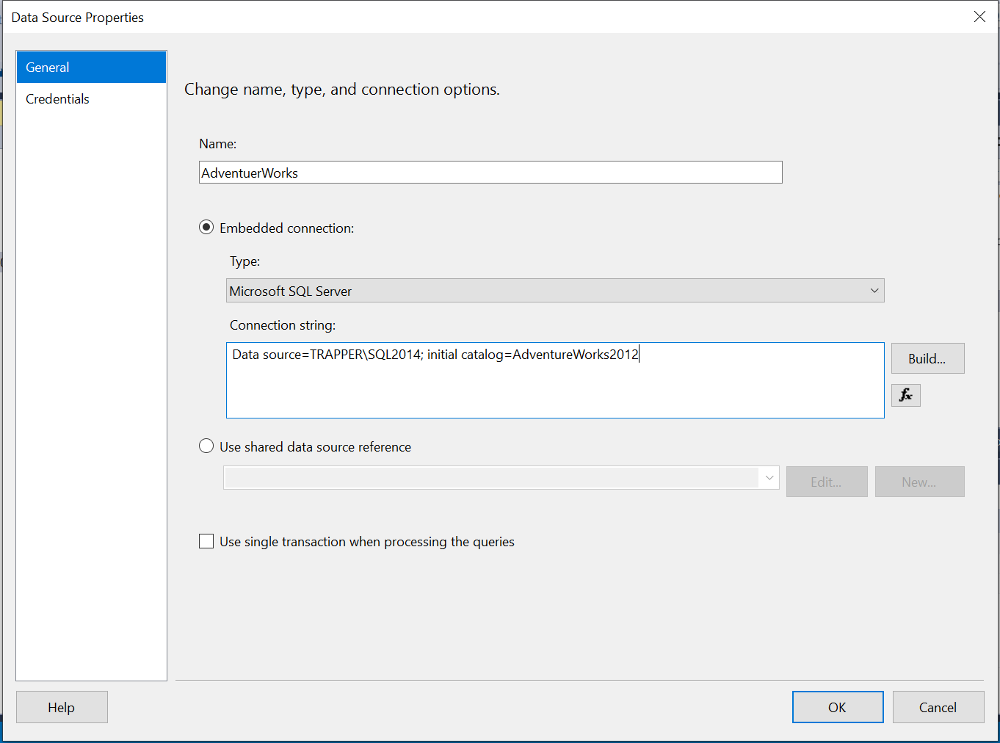 Data Source Properties
General
Credentials
Change name, type, and connection options.
Name:
AdventuerWorks
Embedded connection:
Type:
Microsoft SQL Server
Connection string:
Data source=TRAPPER\SQL2014; initial catalog=AdventureWorks2012
Build...
fx
Use shared data source reference
Edit...
New...
Use single transaction when processing the queries
Help
OK
Cancel